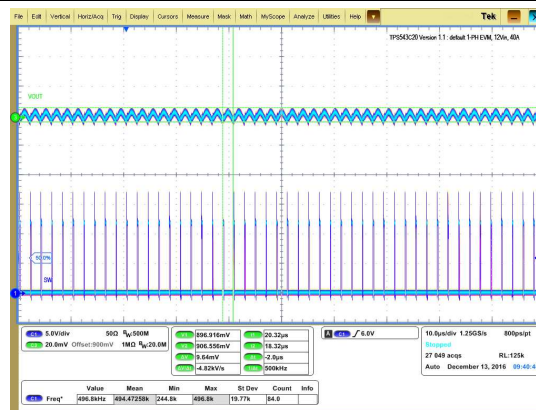 File Edit Vertical Horiz/Acq Trig Display Cursors Measure Mask Math MyScope Analyze Utilities Help Tek
TPS543C20 Version 1.1 : default 1-PH EVM, 12Vin, 40A
VOUT
SW
C1 5.0V/div 50Ω BW:500M
20.0mV Offset:900mV 1MΩ BW:20.0M
896.916mV 20.32µs
906.556mV 18.32µs
9.64mV -2.0µs
-4.82kV/s 500kHz
A C1 6.0V
10.0µs/div 1.25GS/s 800ps/pt
Stopped
27 049 acqs RL:125k
Auto December 13, 2016 09:40:4
Value Mean Min Max St Dev Count Info
C1 Freq* 496.8kHz 494.47258k 244.8k 496.8k 19.77k 84.0